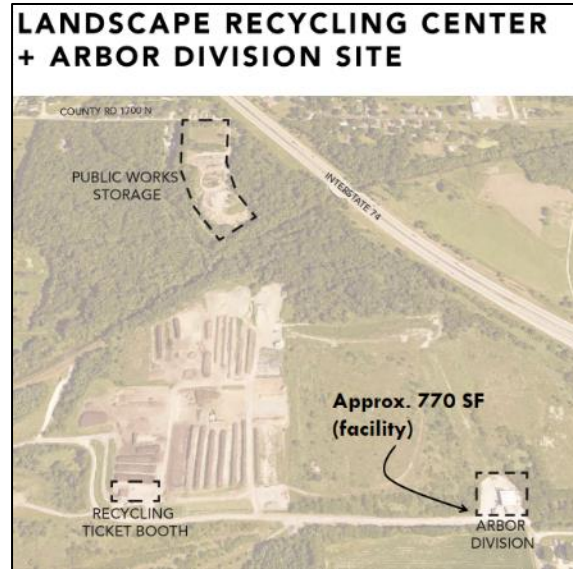 LANDSCAPE RECYCLING CENTER
+ ARBOR DIVISION SITE
COUNTY RD 1700 N
PUBLIC WORKS
STORAGE
INTERSTATE 74
Approx. 770 SF
(facility)
RECYCLING
TICKET BOOTH
ARBOR
DIVISION